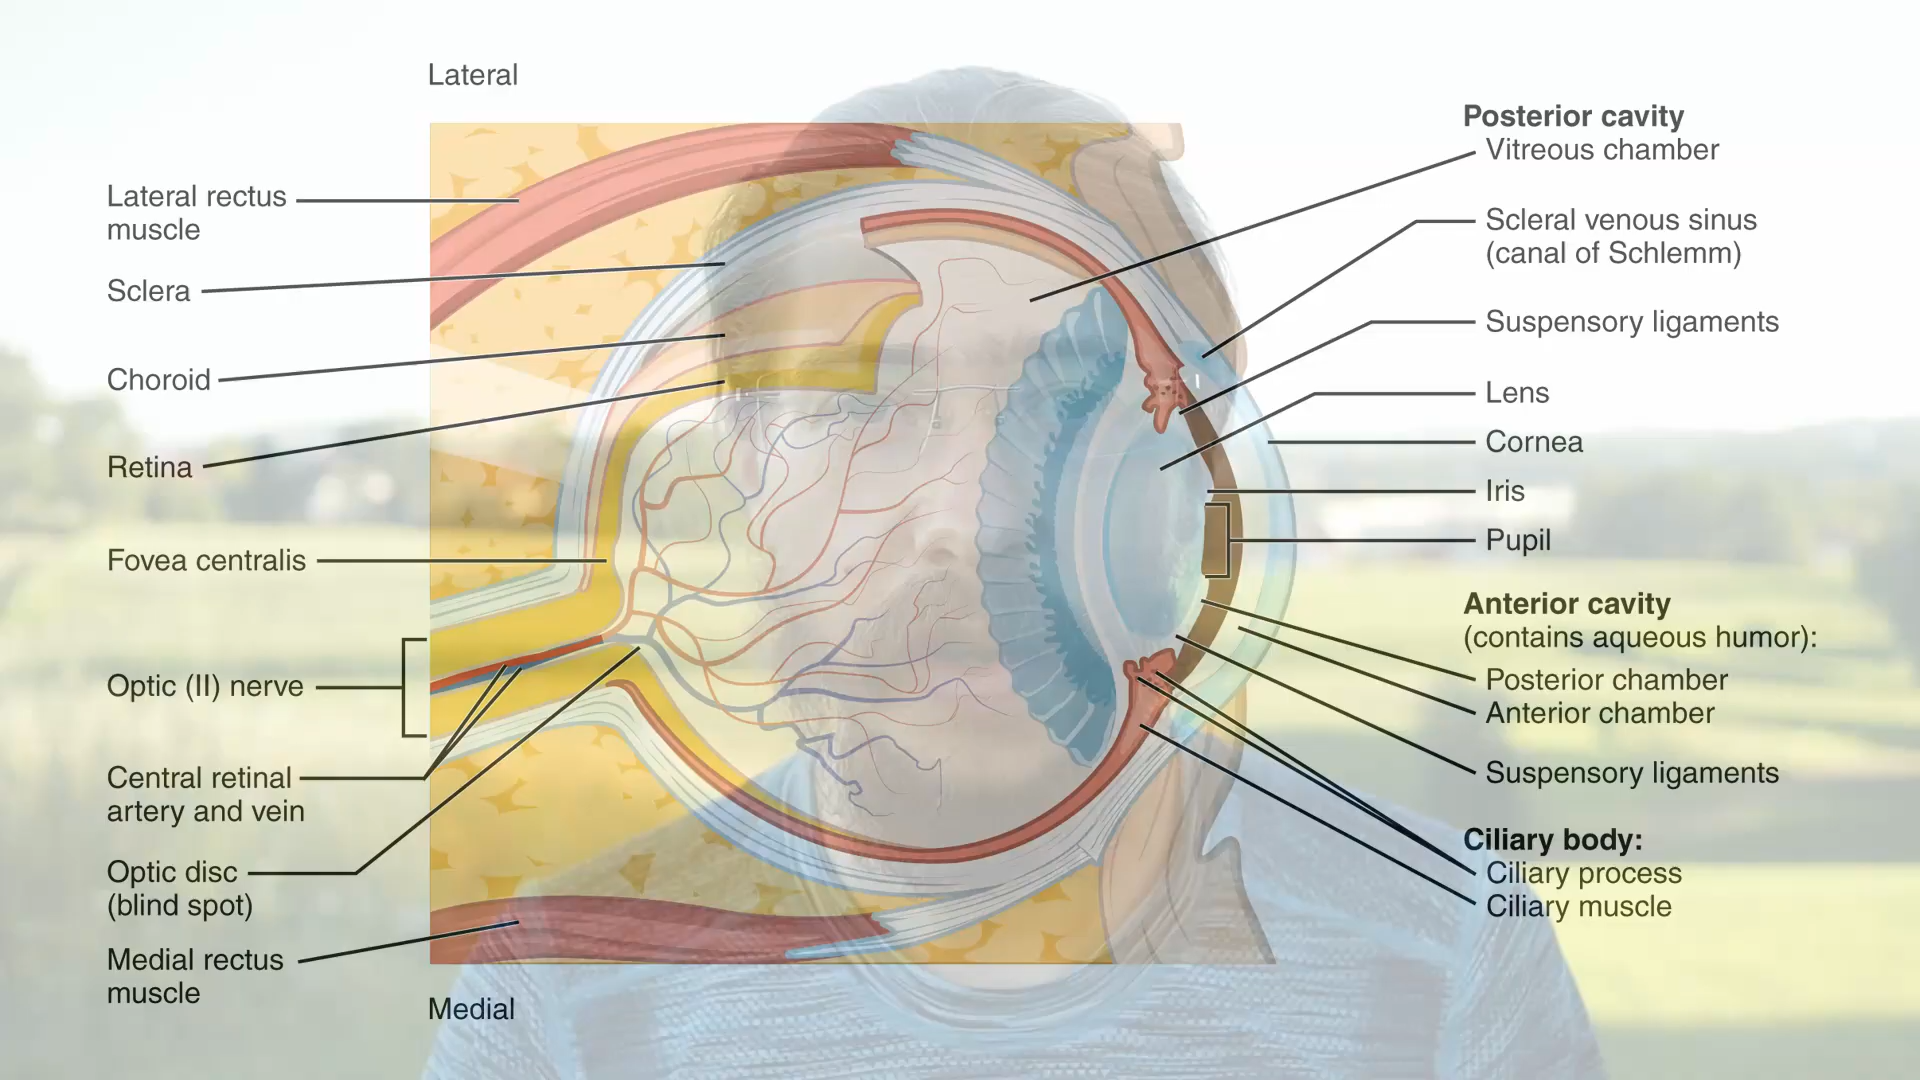 Lateral
Lateral rectus
muscle
Sclera
Choroid
Retina
Fovea centralis
Optic (II) nerve
Central retinal
artery and vein
Optic disc
(blind spot)
Medial rectus
muscle
Medial
Posterior cavity
Vitreous chamber
Scleral venous sinus
(canal of Schlemm)
Suspensory ligaments
Lens
Cornea
Iris
Pupil
Anterior cavity
(contains aqueous humor):
Posterior chamber
Anterior chamber
Suspensory ligaments
Ciliary body:
Ciliary process
Ciliary muscle